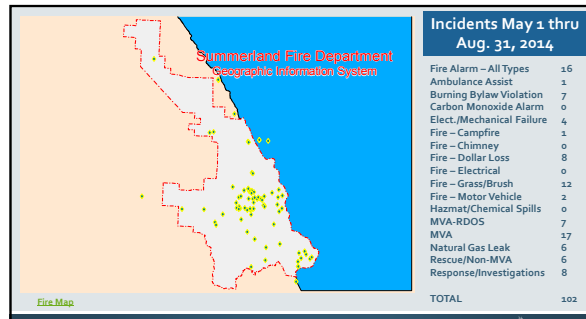 Summerland Fire Department
Geographic Information System
Fire Map
Incidents May 1 thru
Aug. 31, 2014
Fire Alarm – All Types 16
Ambulance Assist 1
Burning Bylaw Violation 7
Carbon Monoxide Alarm 0
Elect./Mechanical Failure 4
Fire – Campfire 1
Fire – Chimney 0
Fire – Dollar Loss 8
Fire – Electrical 0
Fire – Grass/Brush 12
Fire – Motor Vehicle 2
Hazmat/Chemical Spills 0
MVA-RDOS 7
MVA 17
Natural Gas Leak 6
Rescue/Non-MVA 6
Response/Investigations 8
TOTAL 102